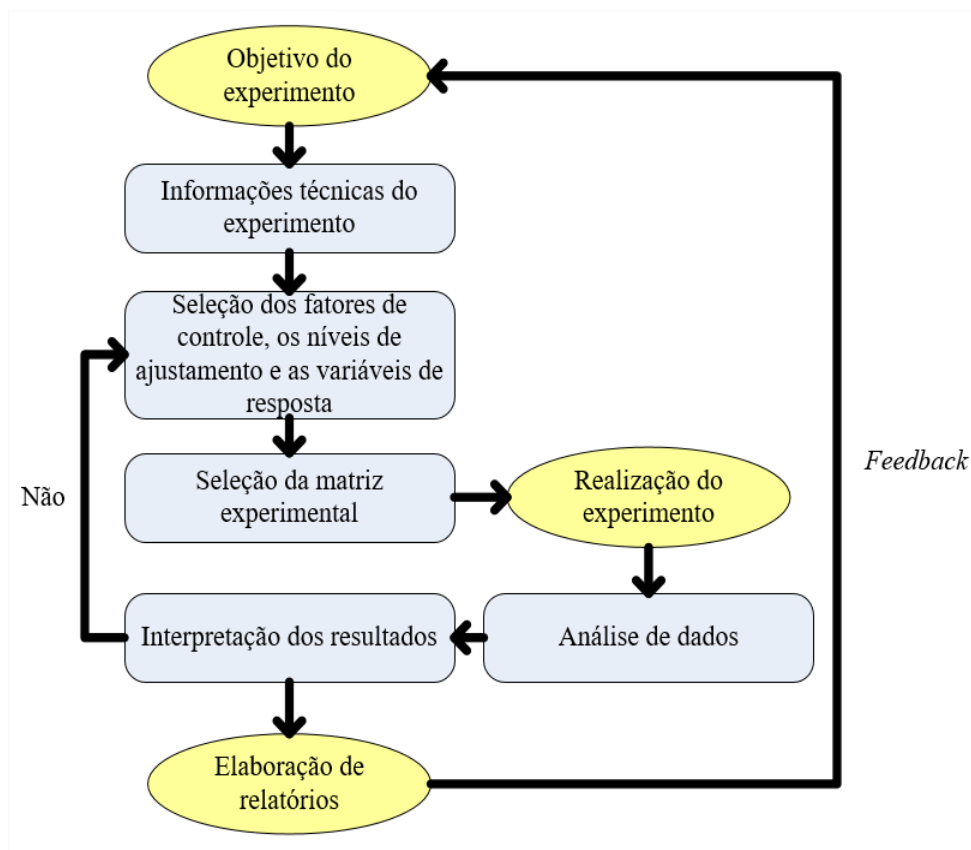 Objetivo do
experimento
Informações técnicas do
experimento
Seleção dos fatores de
controle, os níveis de
ajustamento e as variáveis de
resposta
Seleção da matriz
experimental
Realização do
experimento
Feedback
Não
Interpretação dos resultados
Análise de dados
Elaboração de
relatórios